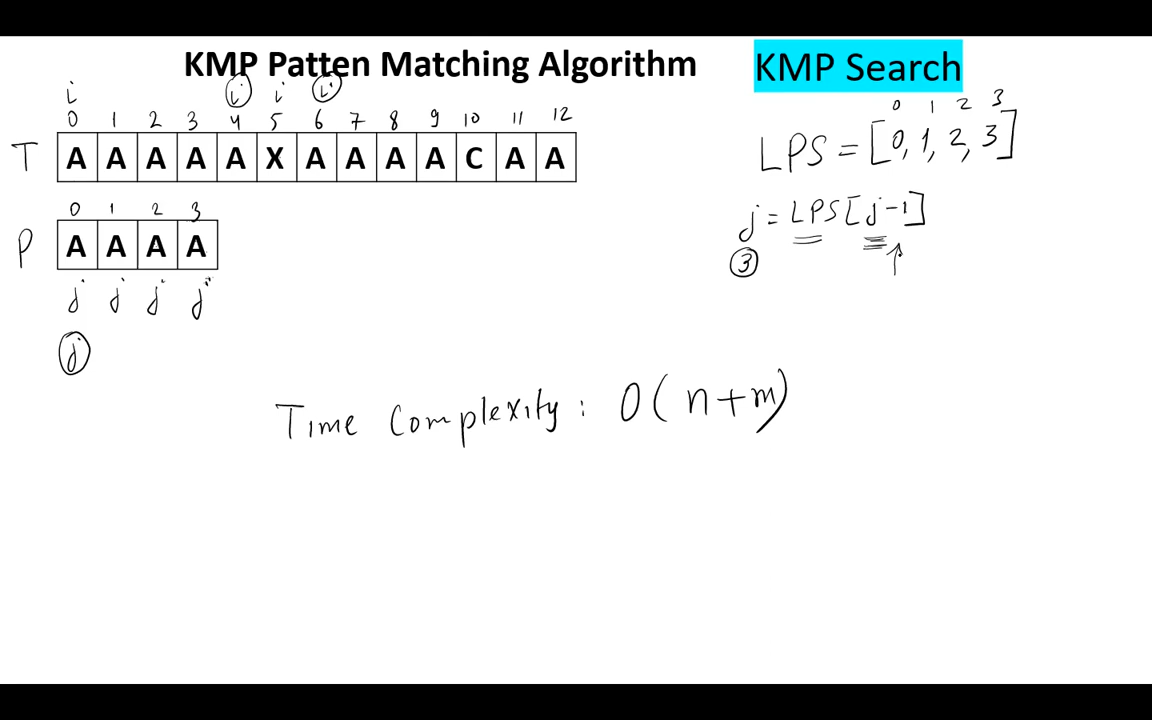 KMP Patten Matching Algorithm
KMP Search
i i i i
0 1 2 3 4 5 6 7 8 9 10 11 12
T A A A A A X A A A A C A A
0 1 2 3
P A A A A
j j j j
j
0 1 2 3
LPS = [0, 1, 2, 3]
j = LPS[j-1]
3
Time Complexity: O(n+m)